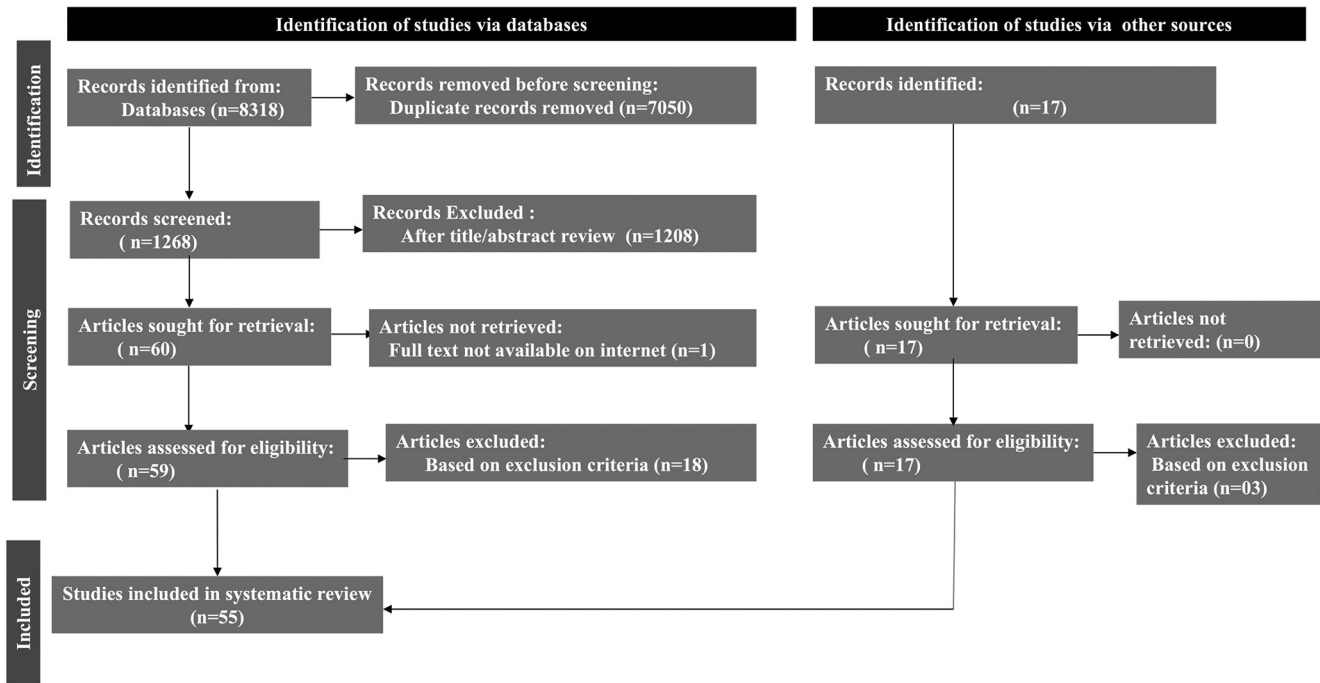 Identification of studies via databases
Identification of studies via other sources
Identification
Records identified from:
Databases (n=8318)
Records removed before screening:
Duplicate records removed (n=7050)
Records identified:
(n=17)
Screening
Records screened:
( n=1268)
Records Excluded :
After title/abstract review (n=1208)
Articles sought for retrieval:
( n=60)
Articles not retrieved:
Full text not available on internet (n=1)
Articles sought for retrieval:
( n=17)
Articles not
retrieved: (n=0)
Articles assessed for eligibility:
( n=59)
Articles excluded:
Based on exclusion criteria (n=18)
Articles assessed for eligibility:
( n=17)
Articles excluded:
Based on exclusion
criteria (n=03)
Included
Studies included in systematic review
(n=55)